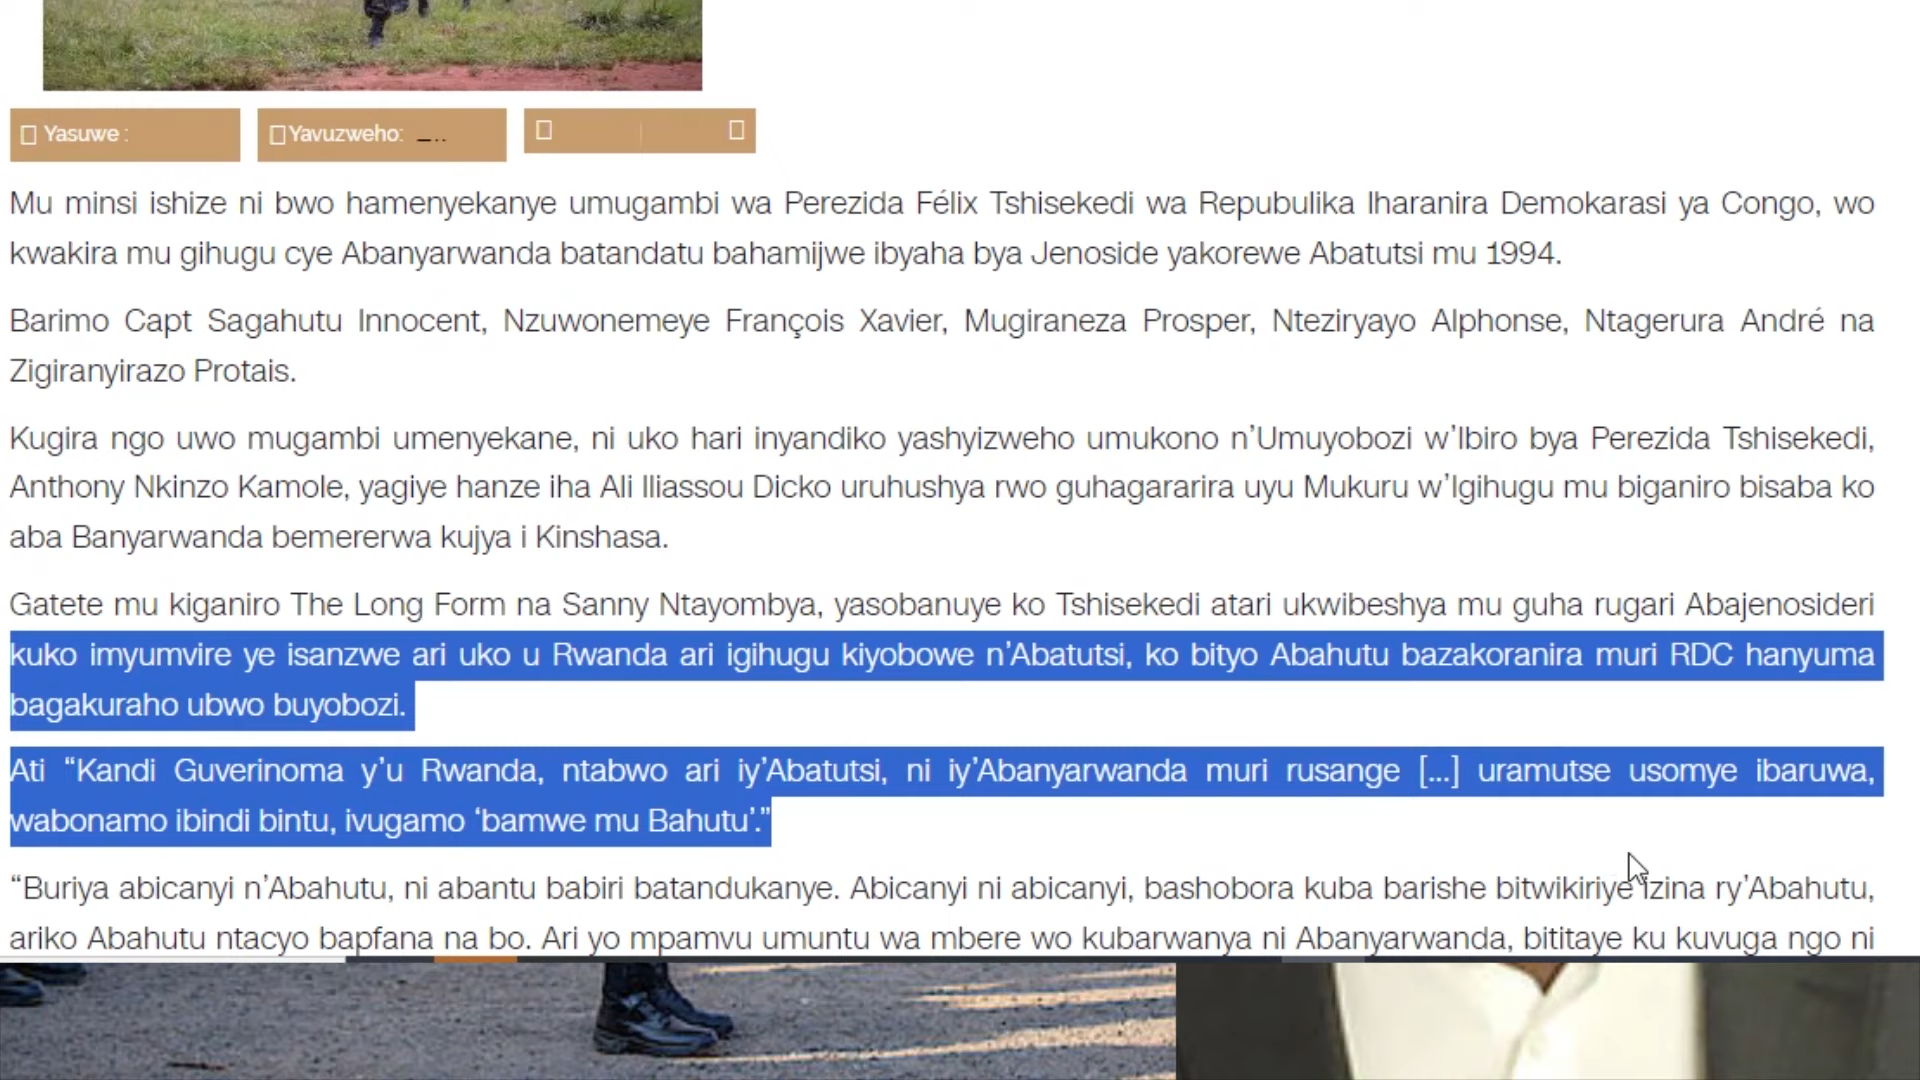 Yasuwe :
Yavuzweho:
Mu minsi ishize ni bwo hamenyekanye umugambi wa Perezida Félix Tshisekedi wa Repubulika Iharanira Demokarasi ya Congo, wo
kwakira mu gihugu cye Abanyarwanda batandatu bahamijwe ibyaha bya Jenoside yakorewe Abatutsi mu 1994.
Barimo Capt Sagahutu Innocent, Nzuwonemeye François Xavier, Mugiraneza Prosper, Nteziryayo Alphonse, Ntagerura André na
Zigiranyirazo Protais.
Kugira ngo uwo mugambi umenyekane, ni uko hari inyandiko yashyizweho umukono n’Umuyobozi w’Ibiro bya Perezida Tshisekedi,
Anthony Nkinzo Kamole, yagiye hanze iha Ali Iliassou Dicko uruhushya rwo guhagararira uyu Mukuru w’Igihugu mu biganiro bisaba ko
aba Banyarwanda bemererwa kujya i Kinshasa.
Gatete mu kiganiro The Long Form na Sanny Ntayombya, yasobanuye ko Tshisekedi atari ukwibeshya mu guha rugari Abajenosideri
kuko imyumvire ye isanzwe ari uko u Rwanda ari igihugu kiyobowe n’Abatutsi, ko bityo Abahutu bazakoranira muri RDC hanyuma
bagakuraho ubwo buyobozi.
Ati “Kandi Guverinoma y’u Rwanda, ntabwo ari iy’Abatutsi, ni iy’Abanyarwanda muri rusange [...] uramutse usomye ibaruwa,
wabonamo ibindi bintu, ivugamo ‘bamwe mu Bahutu’.”
“Buriya abicanyi n’Abahutu, ni abantu babiri batandukanye. Abicanyi ni abicanyi, bashobora kuba barishe bitwikiriye izina ry’Abahutu,
ariko Abahutu ntacyo bapfana na bo. Ari yo mpamvu umuntu wa mbere wo kubarwanya ni Abanyarwanda, bititaye ku kuvuga ngo ni